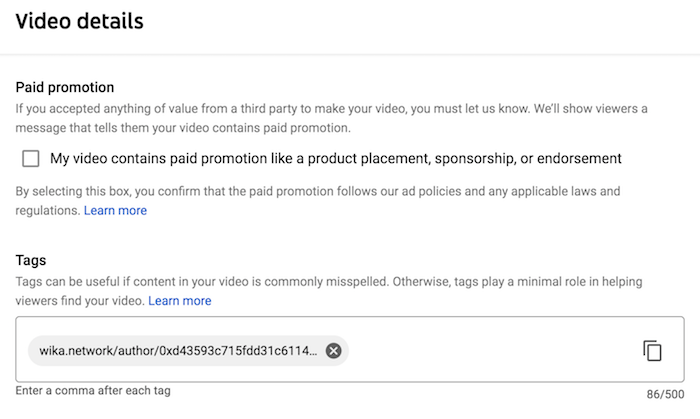 Video details
Paid promotion
If you accepted anything of value from a third party to make your video, you must let us know. We'll show viewers a
message that tells them your video contains paid promotion.
My video contains paid promotion like a product placement, sponsorship, or endorsement
By selecting this box, you confirm that the paid promotion follows our ad policies and any applicable laws and
regulations. Learn more
Tags
Tags can be useful if content in your video is commonly misspelled. Otherwise, tags play a minimal role in helping
viewers find your video. Learn more
wika.network/author/0xd43593c715fdd31c6114...
Enter a comma after each tag
86/500